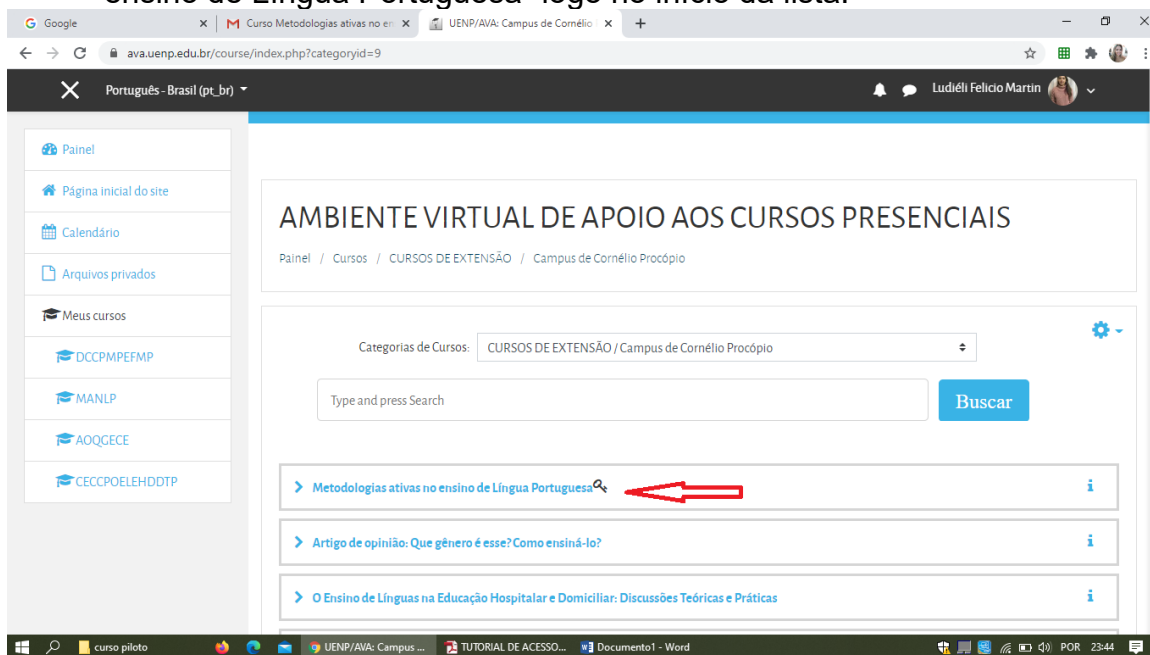 ensino de Língua Portuguesa" logo no início da lista.
Google
Curso Metodologias ativas no en
UENP/AVA: Campus de Cornélio
ava.uenp.edu.br/course/index.php?categoryid=9
Português - Brasil (pt_br)
Ludiéli Felicio Martin
Painel
Página inicial do site
Calendário
Arquivos privados
Meus cursos
DCCPMPEFMP
MANLP
AOQGECE
CECCPOELEHDDTP
AMBIENTE VIRTUAL DE APOIO AOS CURSOS PRESENCIAIS
Painel / Cursos / CURSOS DE EXTENSÃO / Campus de Cornélio Procópio
Categorias de Cursos: CURSOS DE EXTENSÃO / Campus de Cornélio Procópio
Type and press Search
Buscar
Metodologias ativas no ensino de Língua Portuguesa
Artigo de opinião: Que gênero é esse? Como ensiná-lo?
O Ensino de Línguas na Educação Hospitalar e Domiciliar: Discussões Teóricas e Práticas
curso piloto
UENP/AVA: Campus ...
TUTORIAL DE ACESSO...
Documento1 - Word
POR 23:44